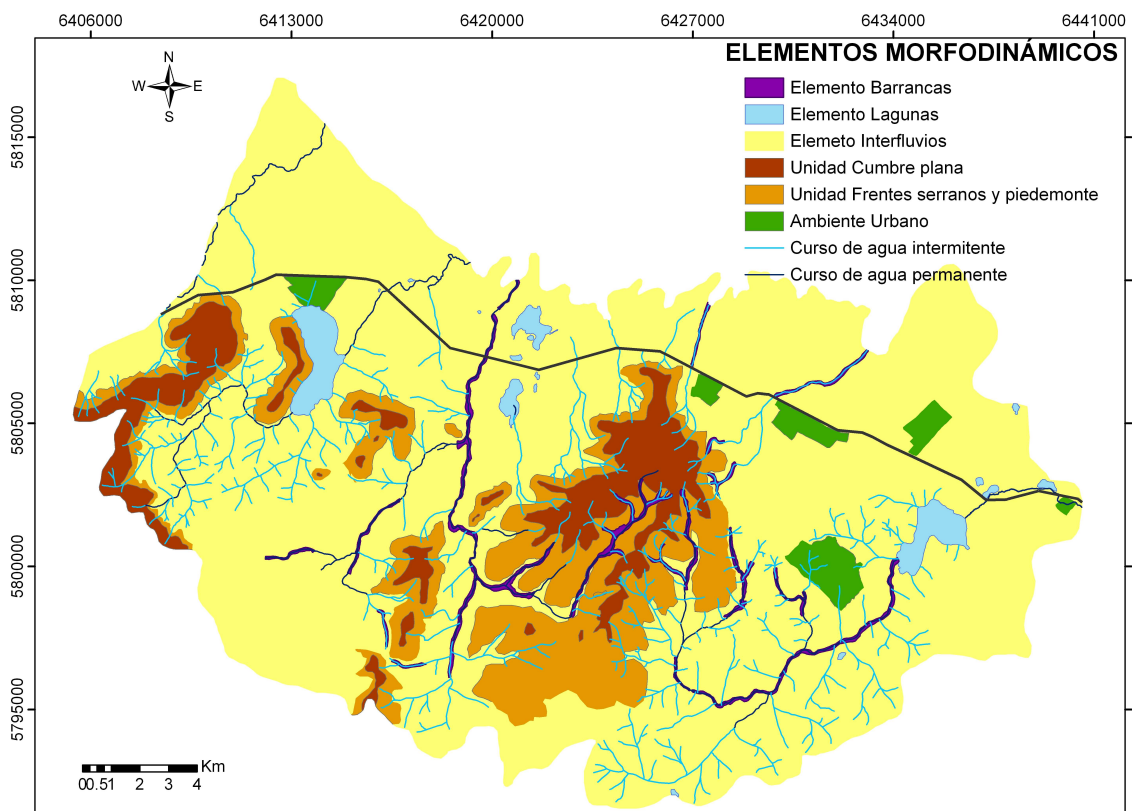 6406000 6413000 6420000 6427000 6434000 6441000
ELEMENTOS MORFODINÁMICOS
N
W E
S
Elemento Barrancas
Elemento Lagunas
Elemeto Interfluvios
Unidad Cumbre plana
Unidad Frentes serranos y piedemonte
Ambiente Urbano
Curso de agua intermitente
Curso de agua permanente
5815000
5810000
5805000
5800000
5795000
Km
00.51 2 3 4